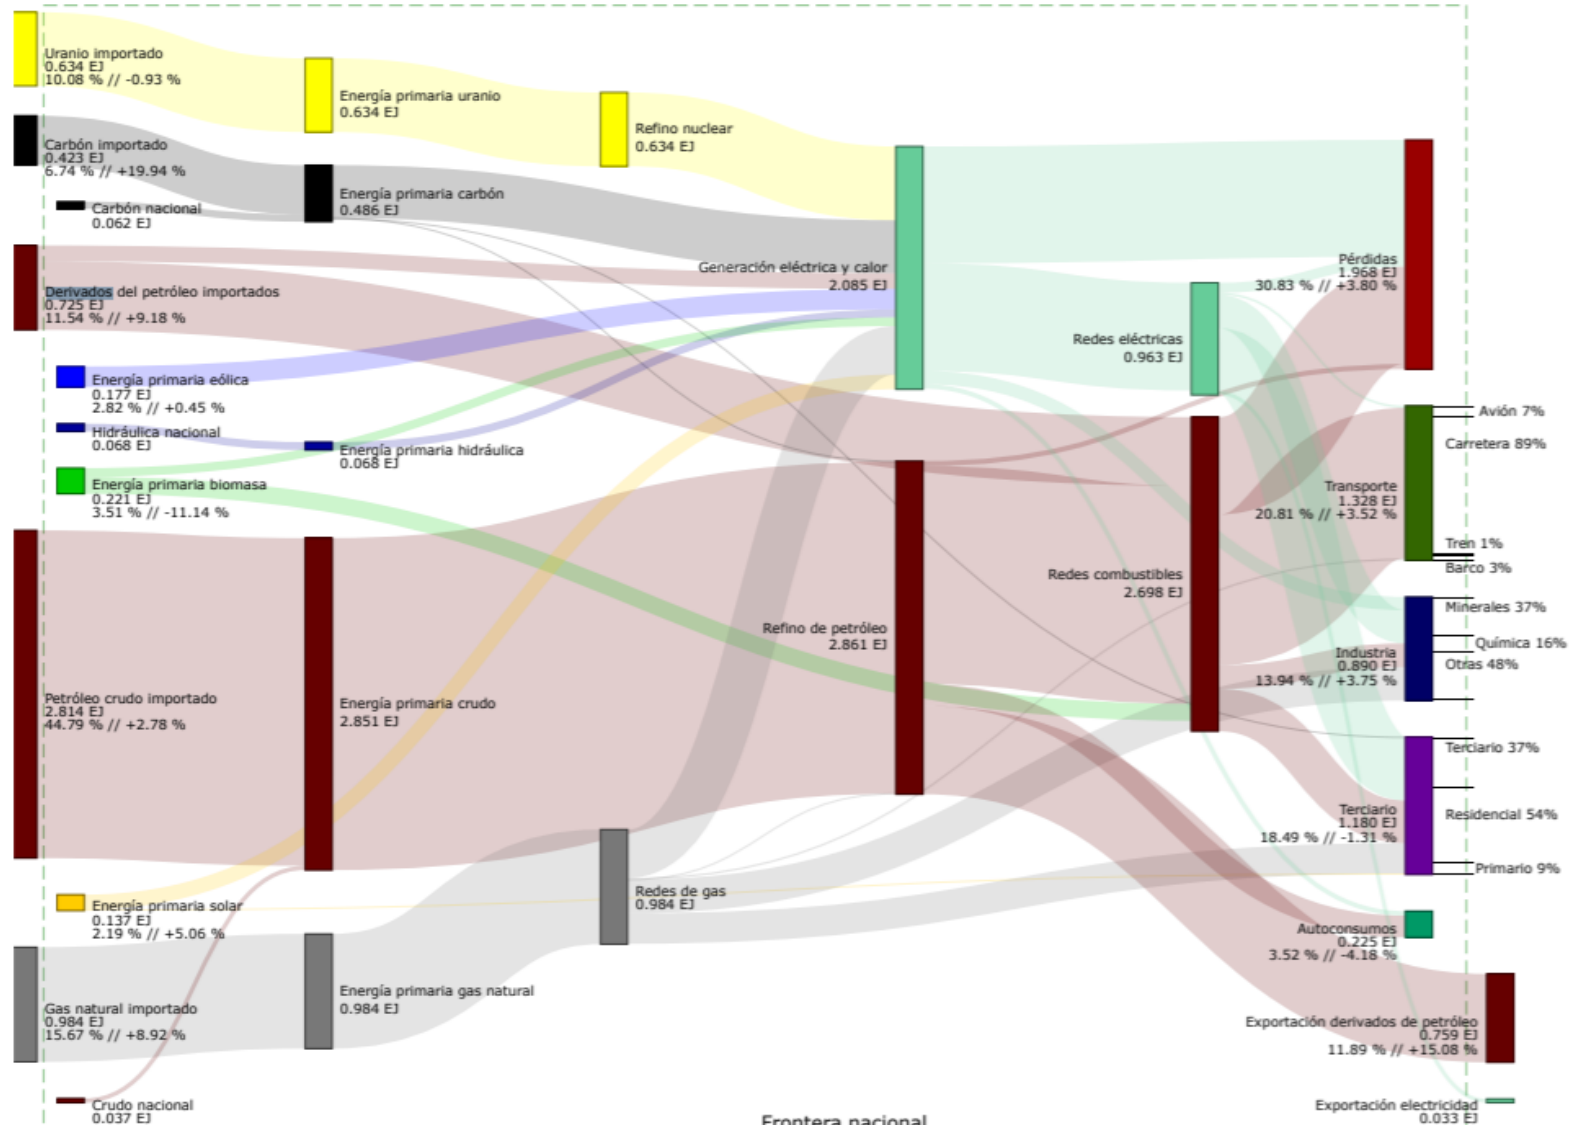 Uranio importado
0.634 EJ
10.08 % // -0.93 %
Carbón importado
0.423 EJ
6.74 % // +19.94 %
Carbón nacional
0.062 EJ
Derivados del petróleo importados
0.725 EJ
11.54 % // +9.18 %
Energía primaria eólica
0.177 EJ
2.82 % // +0.45 %
Hidráulica nacional
0.068 EJ
Energía primaria biomasa
0.221 EJ
3.51 % // -11.14 %
Petróleo crudo importado
2.814 EJ
44.79 % // +2.78 %
Energía primaria solar
0.137 EJ
2.19 % // +5.06 %
Gas natural importado
0.984 EJ
15.67 % // +8.92 %
Crudo nacional
0.037 EJ
Energía primaria uranio
0.634 EJ
Energía primaria carbón
0.486 EJ
Energía primaria hidráulica
0.068 EJ
Energía primaria crudo
2.851 EJ
Energía primaria gas natural
0.984 EJ
Refino nuclear
0.634 EJ
Redes de gas
0.984 EJ
Generación eléctrica y calor
2.085 EJ
Refino de petróleo
2.861 EJ
Redes eléctricas
0.963 EJ
Redes combustibles
2.698 EJ
Pérdidas
1.968 EJ
30.83 % // +3.80 %
Transporte
1.328 EJ
20.81 % // +3.52 %
Industria
0.890 EJ
13.94 % // +3.75 %
Terciario
1.180 EJ
18.49 % // -1.31 %
Autoconsumos
0.225 EJ
3.52 % // -4.18 %
Exportación derivados de petróleo
0.759 EJ
11.89 % // +15.08 %
Exportación electricidad
0.033 EJ
Avión 7%
Carretera 89%
Tren 1%
Barco 3%
Minerales 37%
Química 16%
Otras 48%
Terciario 37%
Residencial 54%
Primario 9%
Frontera nacional